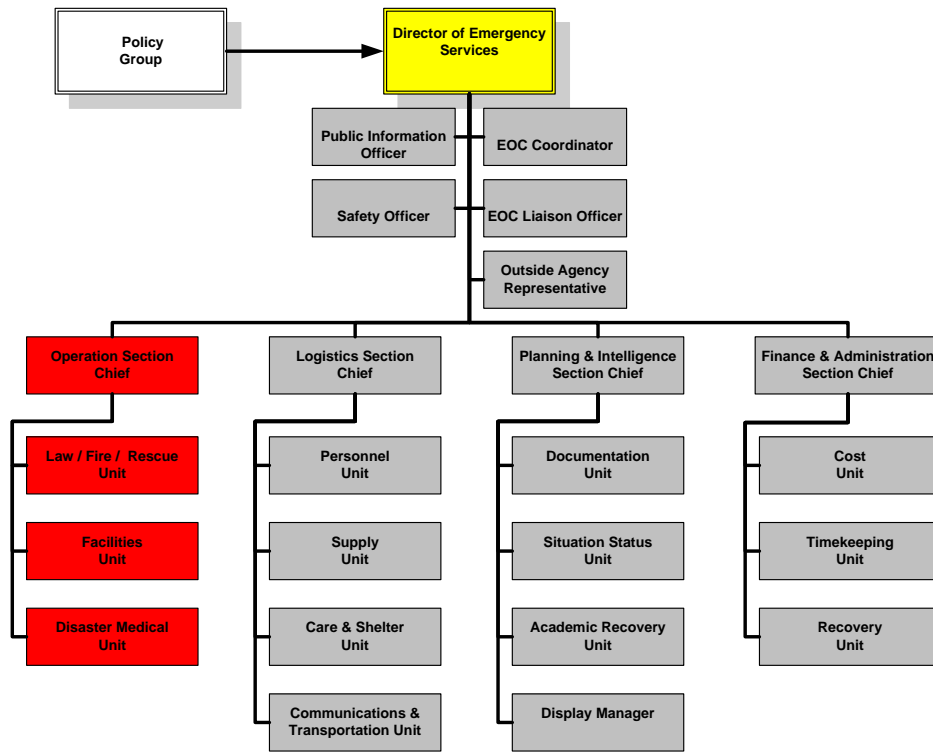 Policy
Group
Director of Emergency
Services
Public Information
Officer
EOC Coordinator
Safety Officer
EOC Liaison Officer
Outside Agency
Representative
Operation Section
Chief
Logistics Section
Chief
Planning & Intelligence
Section Chief
Finance & Administration
Section Chief
Law / Fire / Rescue
Unit
Personnel
Unit
Documentation
Unit
Cost
Unit
Facilities
Unit
Supply
Unit
Situation Status
Unit
Timekeeping
Unit
Disaster Medical
Unit
Care & Shelter
Unit
Academic Recovery
Unit
Recovery
Unit
Communications &
Transportation Unit
Display Manager